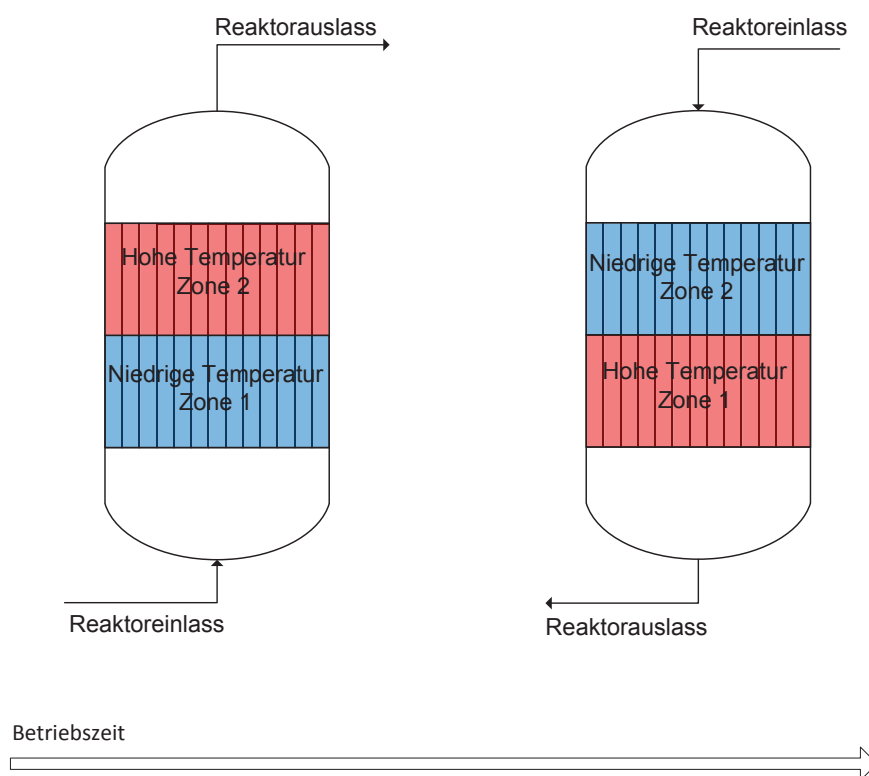 Reaktorauslass
Reaktoreinlass
Hohe Temperatur
Zone 2
Niedrige Temperatur
Zone 1
Niedrige Temperatur
Zone 2
Hohe Temperatur
Zone 1
Reaktoreinlass
Reaktorauslass
Betriebszeit